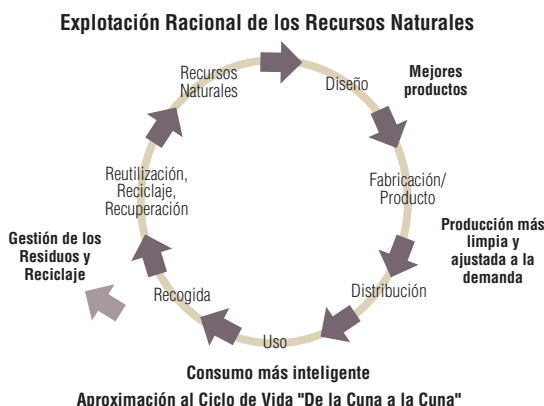 Explotación Racional de los Recursos Naturales
Recursos
Naturales
Diseño
Mejores
productos
Fabricación/
Producto
Producción más
limpia y
ajustada a la
demanda
Distribución
Uso
Consumo más inteligente
Recogida
Gestión de los
Residuos y
Reciclaje
Reutilización,
Reciclaje,
Recuperación
Aproximación al Ciclo de Vida "De la Cuna a la Cuna"